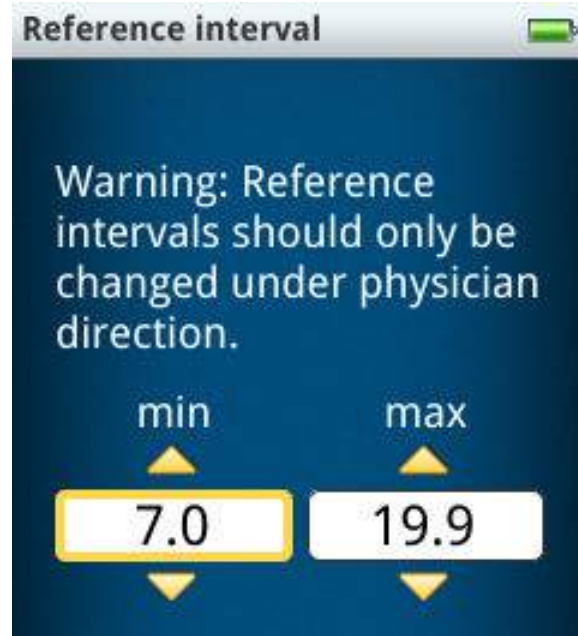 Reference interval
Warning: Reference
intervals should only be
changed under physician
direction.
min max
7.0 19.9